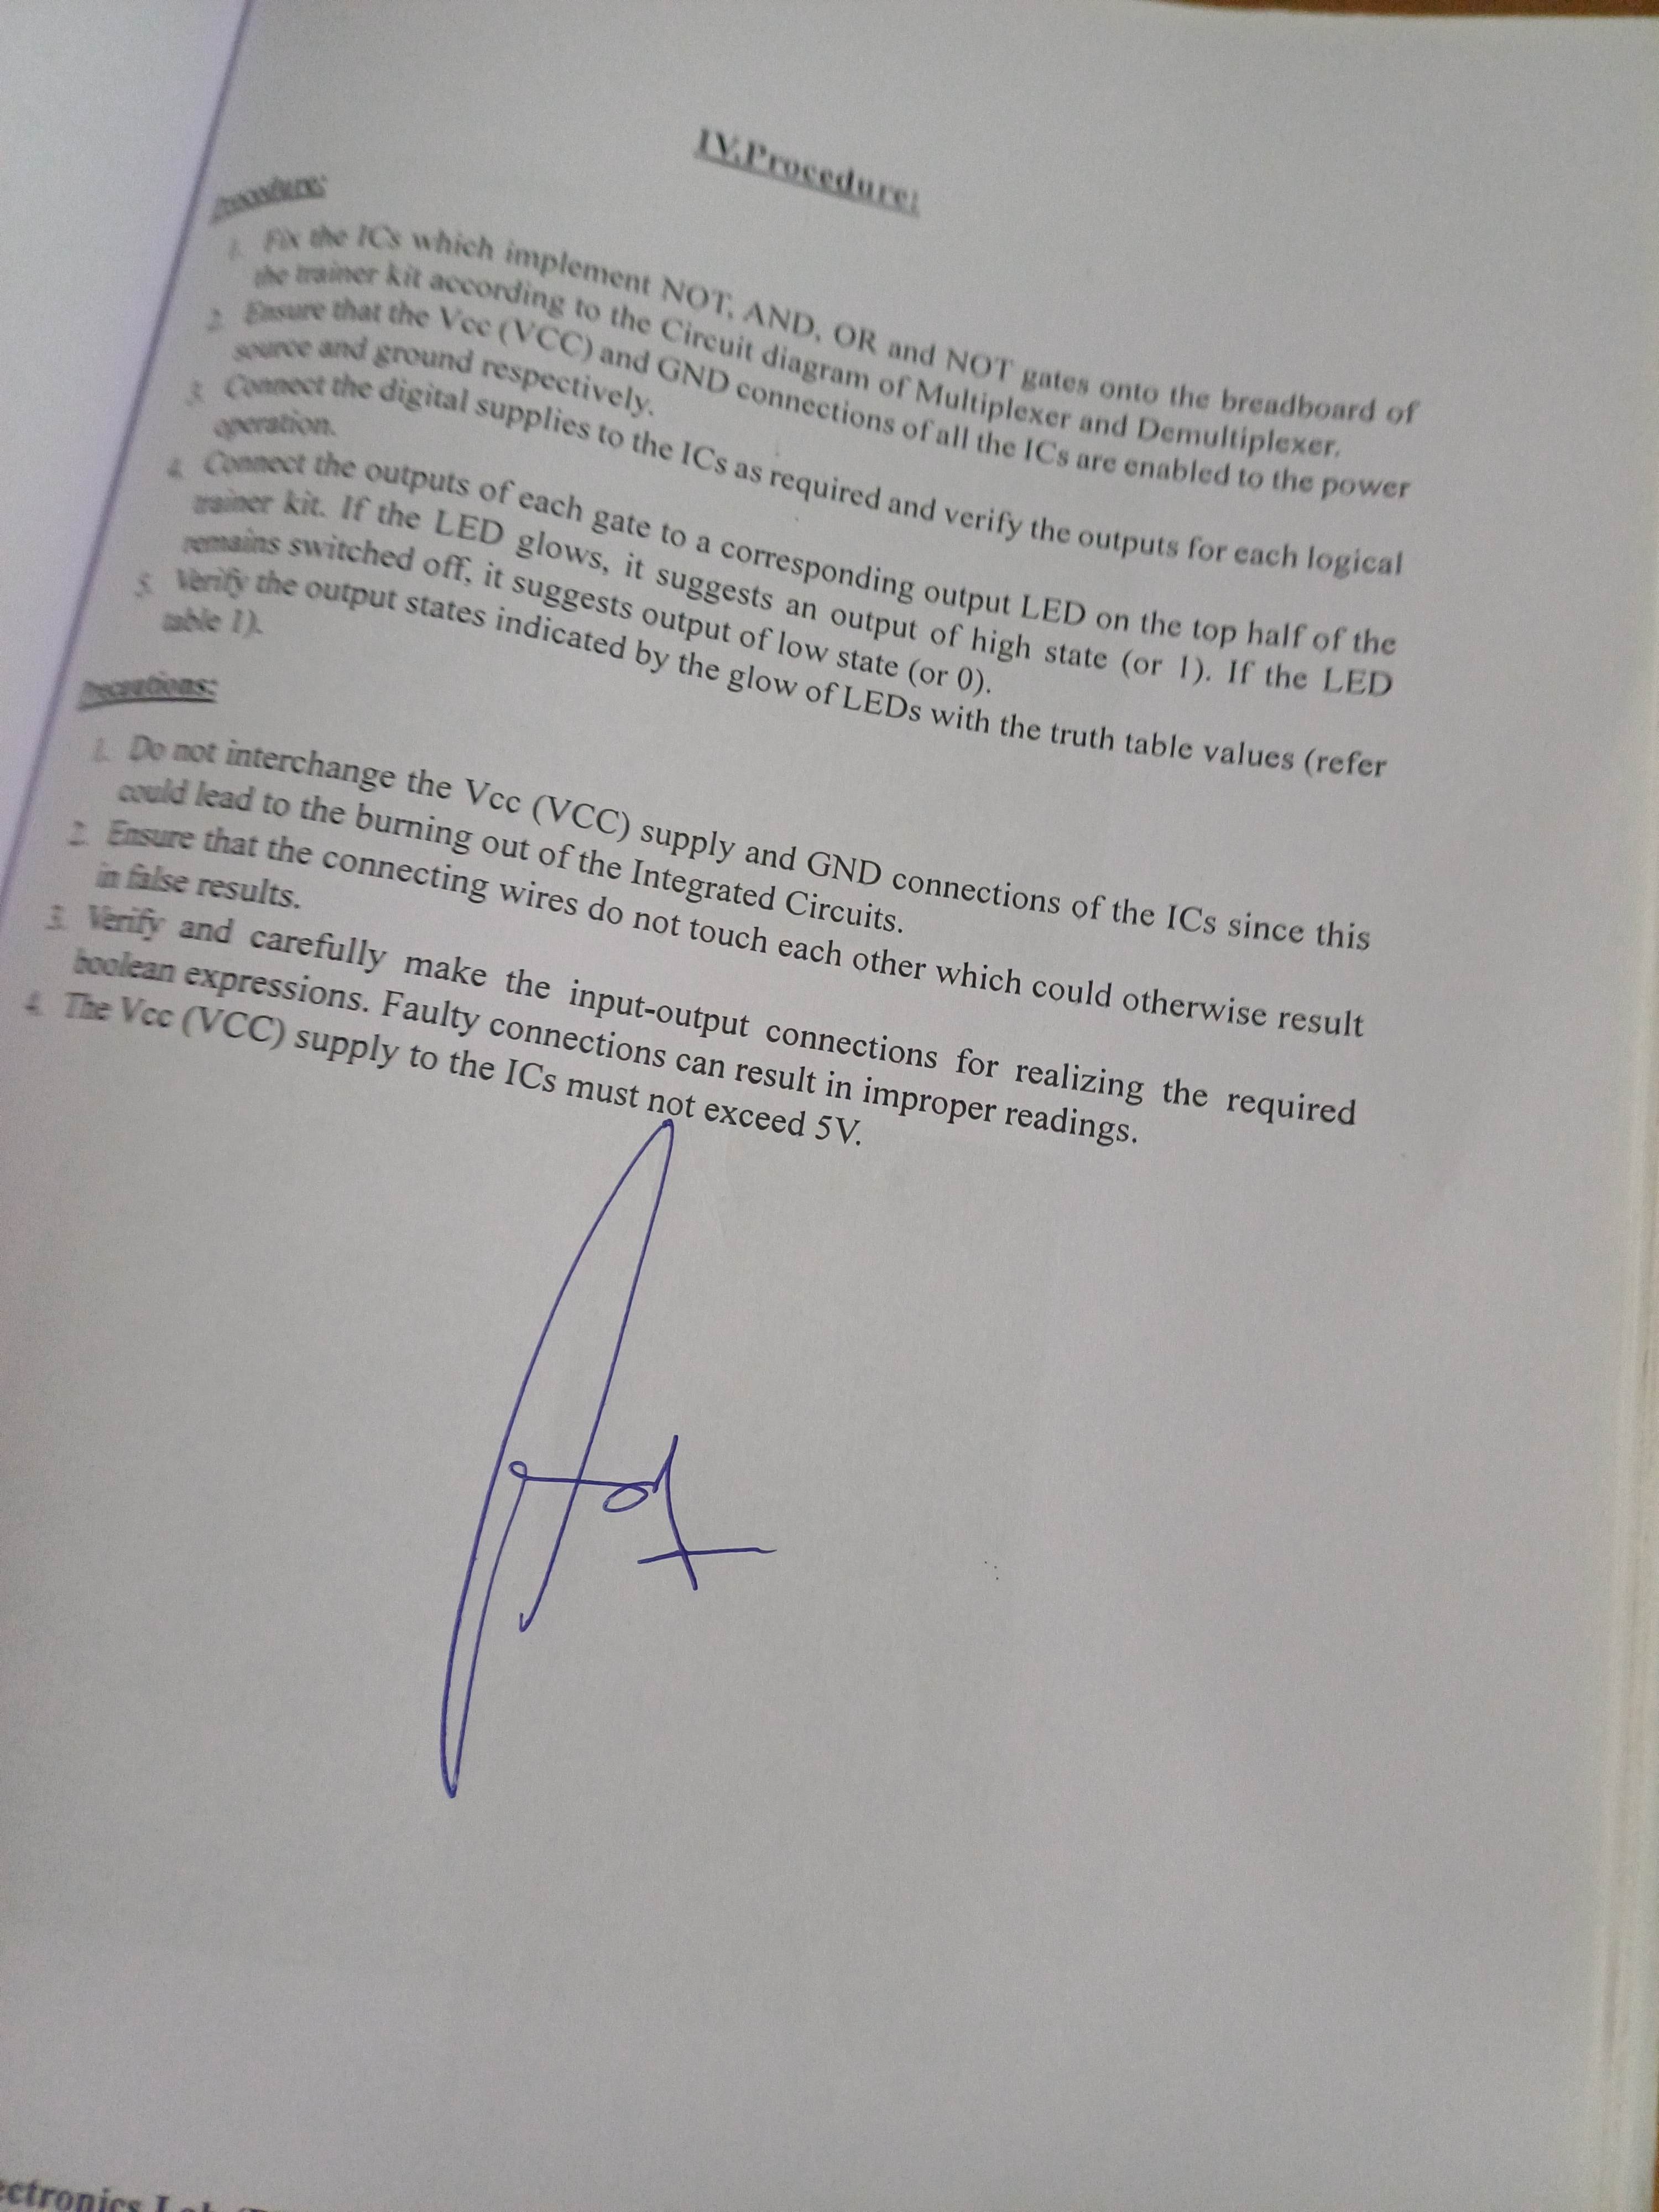 IV.Procedure:
Procedure:
1. Fix the ICs which implement NOT, AND, OR and NOT gates onto the breadboard of
the trainer kit according to the Circuit diagram of Multiplexer and Demultiplexer.
2. Ensure that the Vcc (VCC) and GND connections of all the ICs are enabled to the power
source and ground respectively.
3. Connect the digital supplies to the ICs as required and verify the outputs for each logical
operation.
4. Connect the outputs of each gate to a corresponding output LED on the top half of the
trainer kit. If the LED glows, it suggests an output of high state (or 1). If the LED
remains switched off, it suggests output of low state (or 0).
5. Verify the output states indicated by the glow of LEDs with the truth table values (refer
table 1).
Precautions:
1. Do not interchange the Vcc (VCC) supply and GND connections of the ICs since this
could lead to the burning out of the Integrated Circuits.
2. Ensure that the connecting wires do not touch each other which could otherwise result
in false results.
3. Verify and carefully make the input-output connections for realizing the required
boolean expressions. Faulty connections can result in improper readings.
4. The Vcc (VCC) supply to the ICs must not exceed 5V.
ectronics Lab